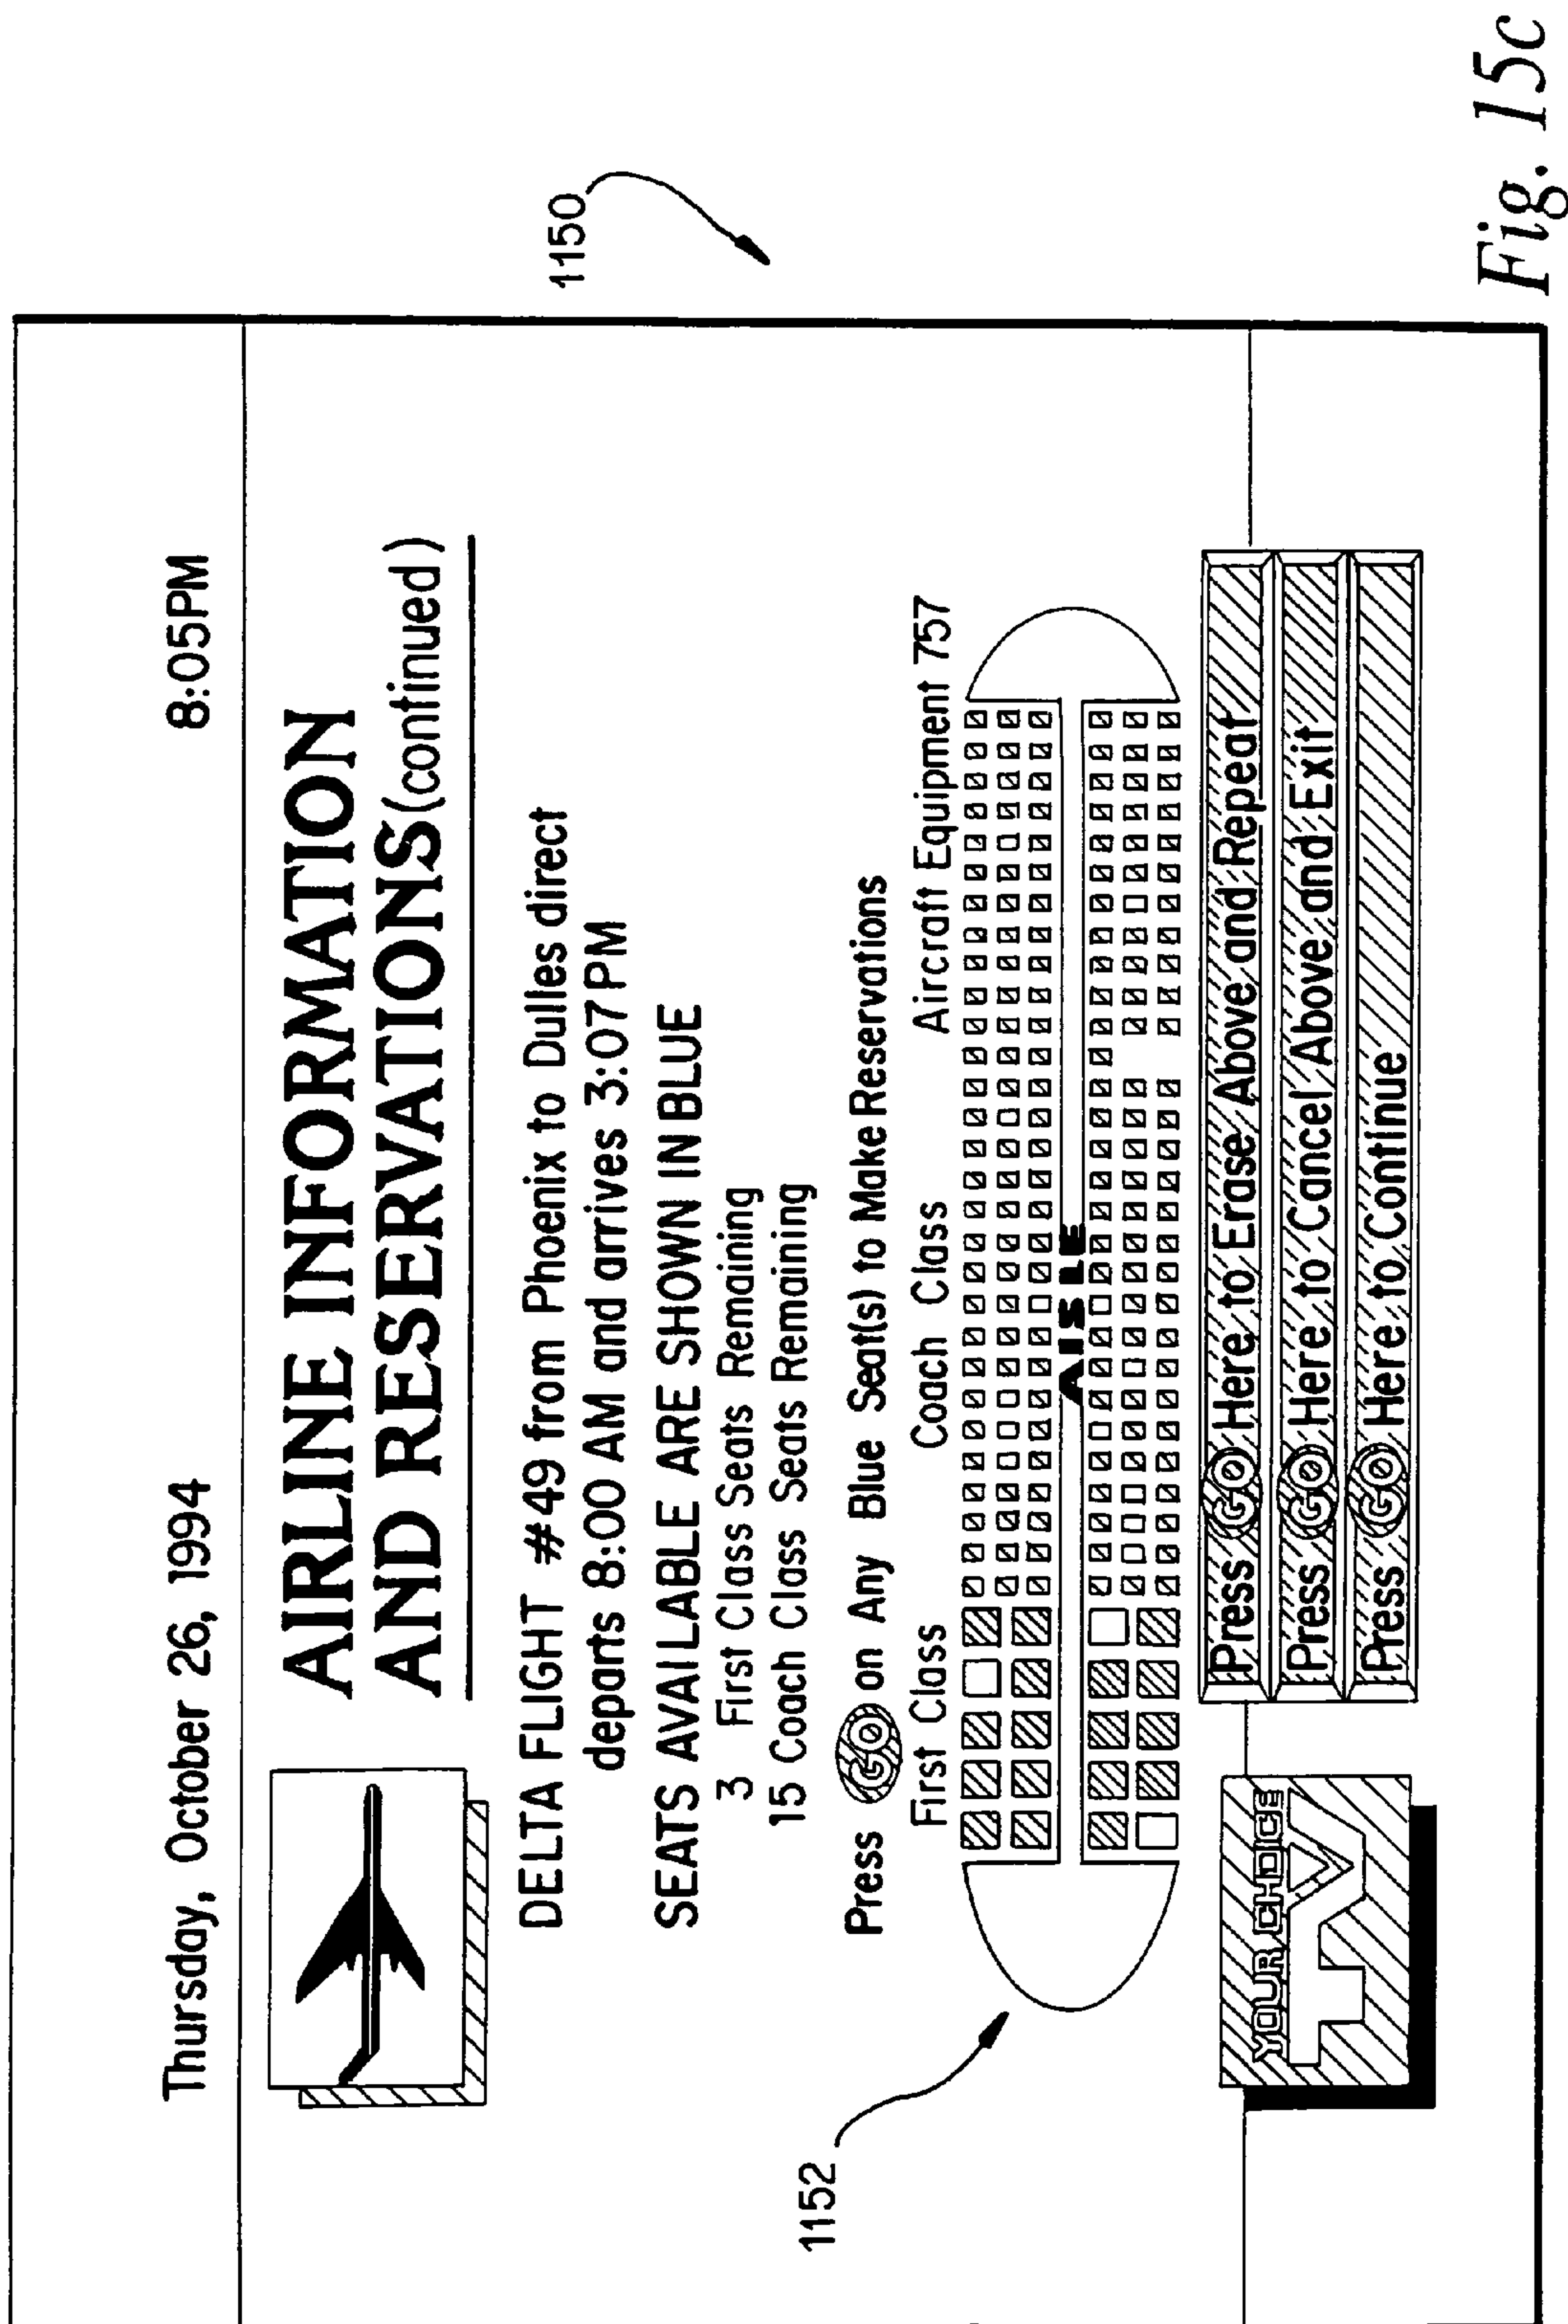 Thursday, October 26, 1994 8:05PM
AIRLINE INFORMATION
AND RESERVATIONS(continued)
1150
DELTA FLIGHT #49 from Phoenix to Dulles direct
departs 8:00 AM and arrives 3:07PM
SEATS AVAILABLE ARE SHOWN IN BLUE
3 First Class Seats Remaining
15 Coach Class Seats Remaining
1152
Press GO on Any Blue Seat(s) to Make Reservations
First Class Coach Class Aircraft Equipment 757
AISLE
Press GO Here to Erase Above and Repeat
Press GO Here to Cancel Above and Exit
Press GO Here to Continue
YOUR CHOICE
TV
Fig. 15c